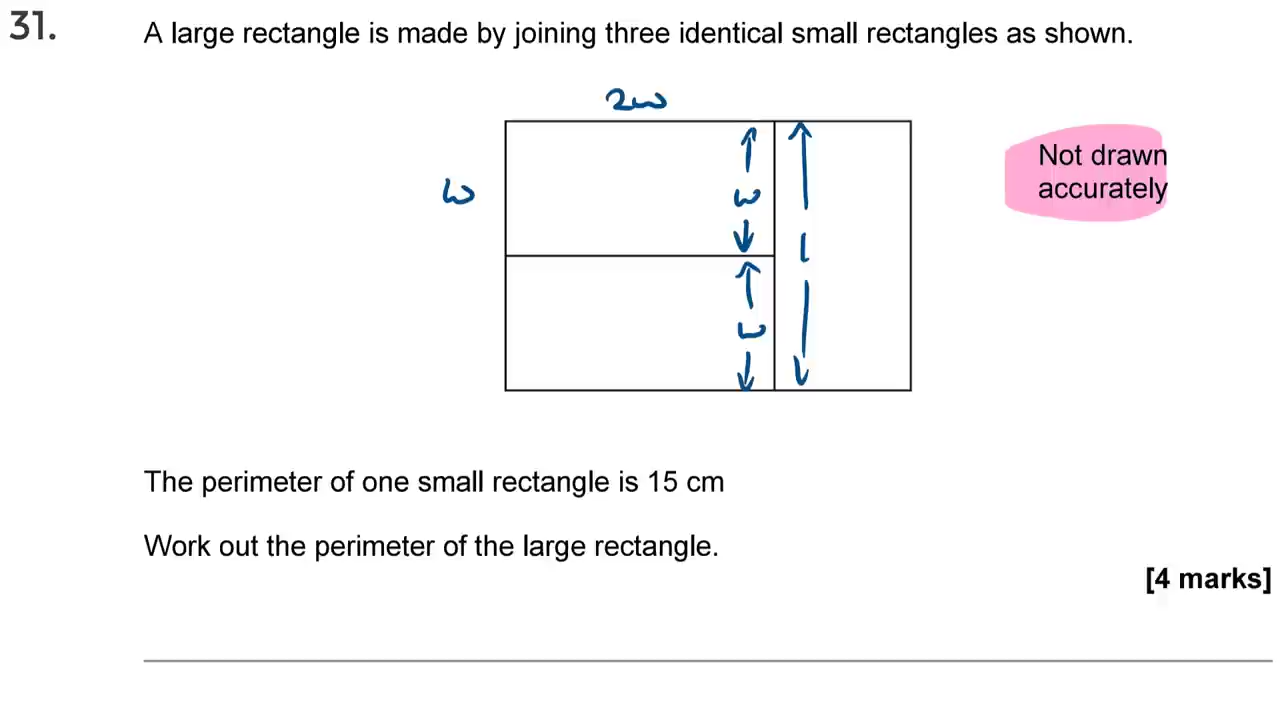 31.
A large rectangle is made by joining three identical small rectangles as shown.
2w
w
w
l
w
Not drawn
accurately
The perimeter of one small rectangle is 15 cm
Work out the perimeter of the large rectangle.
[4 marks]